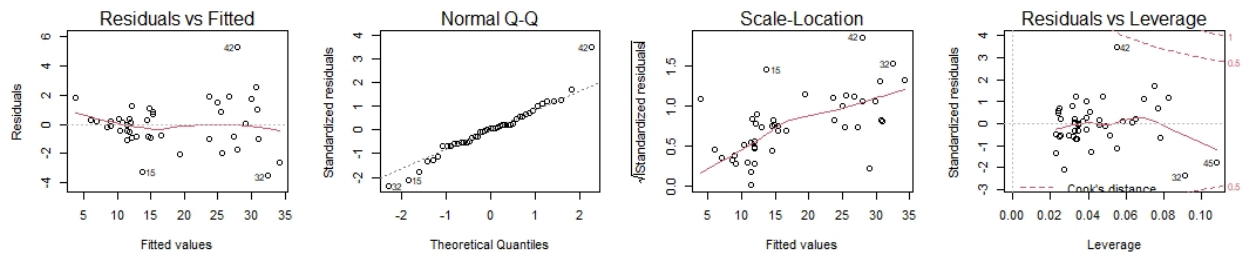 Residuals vs Fitted
Residuals
6
4
2
0
-2
-4
42
15
32
5 10 15 20 25 30 35
Fitted values
Normal Q-Q
Standardized residuals
4
3
2
1
0
-1
-2
42
32
15
-2 -1 0 1 2
Theoretical Quantiles
Scale-Location
√|Standardized residuals|
1.5
1.0
0.5
0.0
42
32
15
5 10 15 20 25 30 35
Fitted values
Residuals vs Leverage
Standardized residuals
4
3
2
1
0
-1
-2
-3
42
45
32
1
0.5
0.5
Cook's distance
0.00 0.02 0.04 0.06 0.08 0.10
Leverage